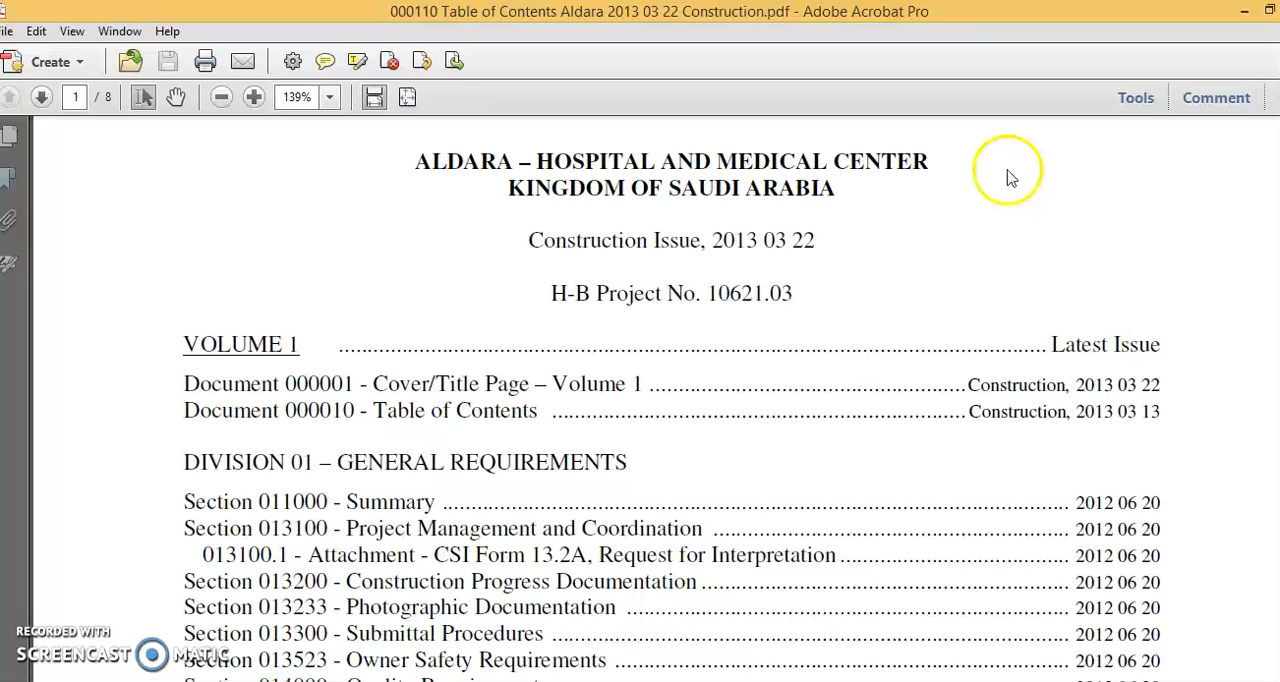 000110 Table of Contents Aldara 2013 03 22 Construction.pdf - Adobe Acrobat Pro
ile Edit View Window Help
Create
1 / 8 139% Tools Comment
ALDARA – HOSPITAL AND MEDICAL CENTER
KINGDOM OF SAUDI ARABIA
Construction Issue, 2013 03 22
H-B Project No. 10621.03
VOLUME 1 ........ Latest Issue
Document 000001 - Cover/Title Page – Volume 1 ........ Construction, 2013 03 22
Document 000010 - Table of Contents ........ Construction, 2013 03 13
DIVISION 01 – GENERAL REQUIREMENTS
Section 011000 - Summary ........ 2012 06 20
Section 013100 - Project Management and Coordination ........ 2012 06 20
013100.1 - Attachment - CSI Form 13.2A, Request for Interpretation ........ 2012 06 20
Section 013200 - Construction Progress Documentation ........ 2012 06 20
Section 013233 - Photographic Documentation ........ 2012 06 20
Section 013300 - Submittal Procedures ........ 2012 06 20
Section 013523 - Owner Safety Requirements ........ 2012 06 20
RECORDED WITH
SCREENCAST MATIC